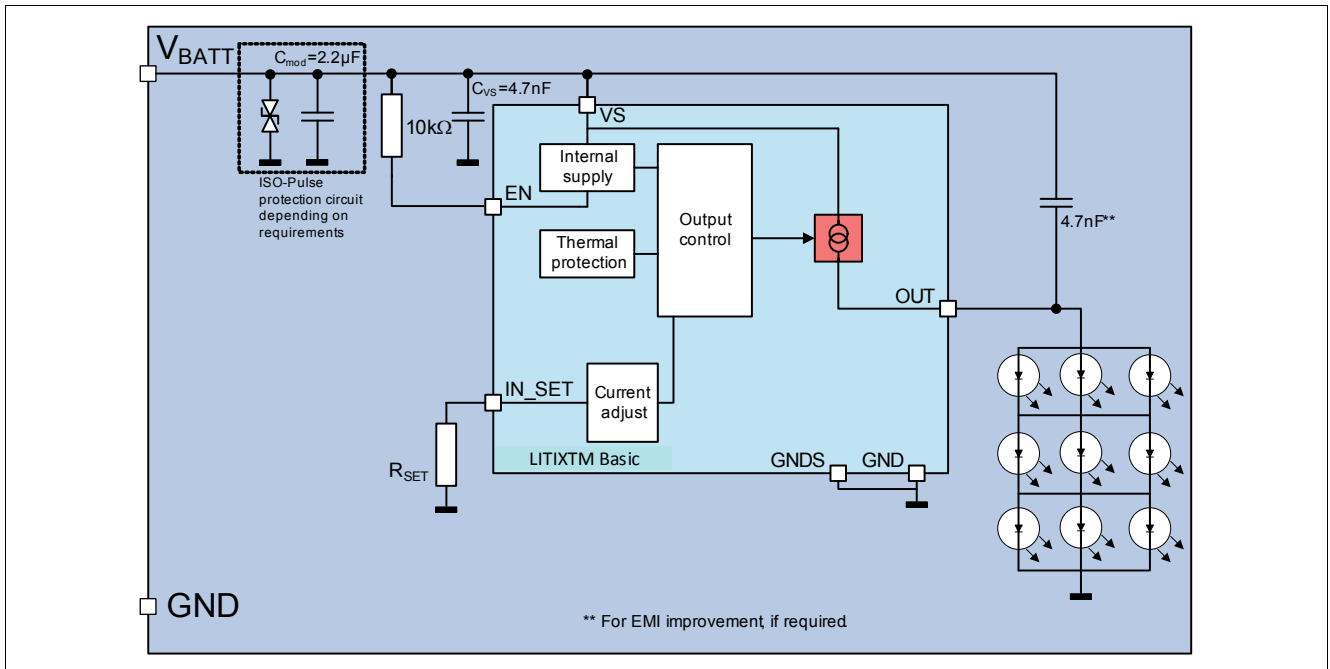 VBATT
Cmod=2.2µF
CVS=4.7nF
VS
10kΩ
ISO-Pulse
protection circuit
depending on
requirements
EN
Internal
supply
Output
control
Thermal
protection
4.7nF**
OUT
IN_SET
Current
adjust
RSET
LITIXTM Basic
GNDS
GND
GND
** For EMI improvement, if required.